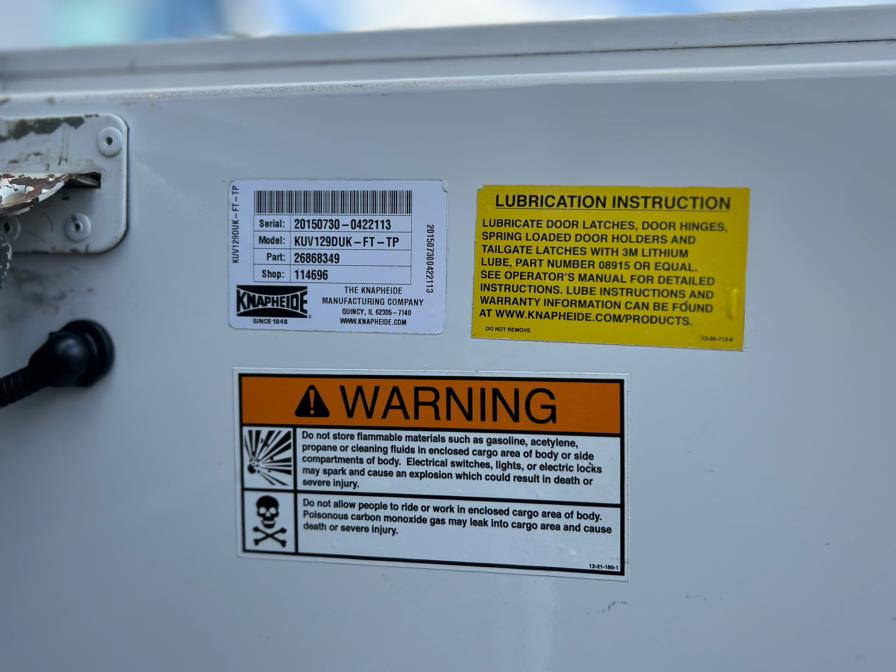 KUV129DUK-FT-TP
Serial: 20150730-0422113
Model: KUV129DUK-FT-TP
Part: 26868349
Shop: 114696
201507300422113
KNAPHEIDE
SINCE 1848
THE KNAPHEIDE
MANUFACTURING COMPANY
QUINCY, IL 62305-7140
WWW.KNAPHEIDE.COM
LUBRICATION INSTRUCTION
LUBRICATE DOOR LATCHES, DOOR HINGES,
SPRING LOADED DOOR HOLDERS AND
TAILGATE LATCHES WITH 3M LITHIUM
LUBE, PART NUMBER 08915 OR EQUAL.
SEE OPERATOR'S MANUAL FOR DETAILED
INSTRUCTIONS. LUBE INSTRUCTIONS AND
WARRANTY INFORMATION CAN BE FOUND
AT WWW.KNAPHEIDE.COM/PRODUCTS.
DO NOT REMOVE
WARNING
Do not store flammable materials such as gasoline, acetylene,
propane or cleaning fluids in enclosed cargo area of body or side
compartments of body. Electrical switches, lights, or electric locks
may spark and cause an explosion which could result in death or
severe injury.
Do not allow people to ride or work in enclosed cargo area of body.
Poisonous carbon monoxide gas may leak into cargo area and cause
death or severe injury.
12-21-180-1